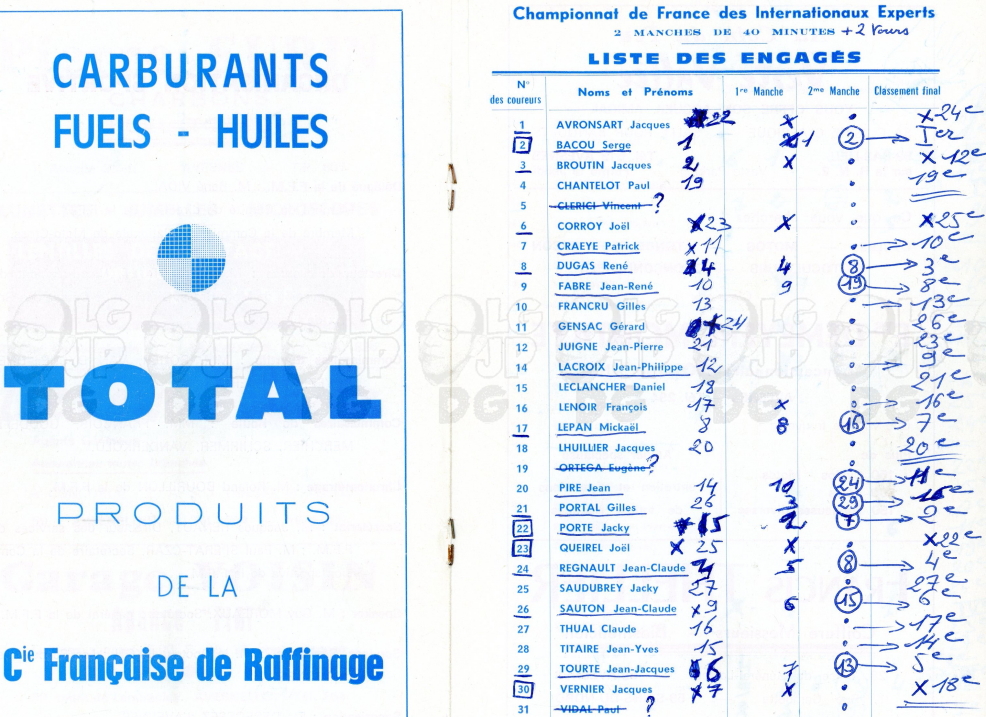 CARBURANTS
FUELS - HUILES
TOTAL
PRODUITS
DE LA
Cie Française de Raffinage
Championnat de France des Internationaux Experts
2 MANCHES DE 40 MINUTES + 2 tours
LISTE DES ENGAGÉS
N° des coureurs Noms et Prénoms 1re Manche 2me Manche Classement final
1 AVRONSART Jacques 22 X X 24e
2 BACOU Serge 1 1 2 Ier
3 BROUTIN Jacques 2 X X 12e
4 CHANTELOT Paul 19 19e
5 CLERICI Vincent ?
6 CORROY Joël 23 X X 25e
7 CRAEYE Patrick X 11 10e
8 DUGAS René 4 4 8 3e
9 FABRE Jean-René 10 9 19 8e
10 FRANCRU Gilles 13 13e
11 GENSAC Gérard 24 26e
12 JUIGNE Jean-Pierre 21 23e
14 LACROIX Jean-Philippe 12 9e
15 LECLANCHER Daniel 18 21e
16 LENOIR François 17 X 16e
17 LEPAN Mickaël 8 8 16 7e
18 LHUILLIER Jacques 20 20e
19 ORTEGA Eugène ?
20 PIRE Jean 14 10 24 11e
21 PORTAL Gilles 26 3 29 15e
22 PORTE Jacky 15 2 7 2e
23 QUEIREL Joël X 25 X X 22e
24 REGNAULT Jean-Claude 5 8 4e
25 SAUDUBREY Jacky 27 27e
26 SAUTON Jean-Claude X 9 6 15 6e
27 THUAL Claude 16 17e
28 TITAIRE Jean-Yves 15 14e
29 TOURTE Jean-Jacques 6 7 13 5e
30 VERNIER Jacques X 7 X X 18e
31 VIDAL Paul ?